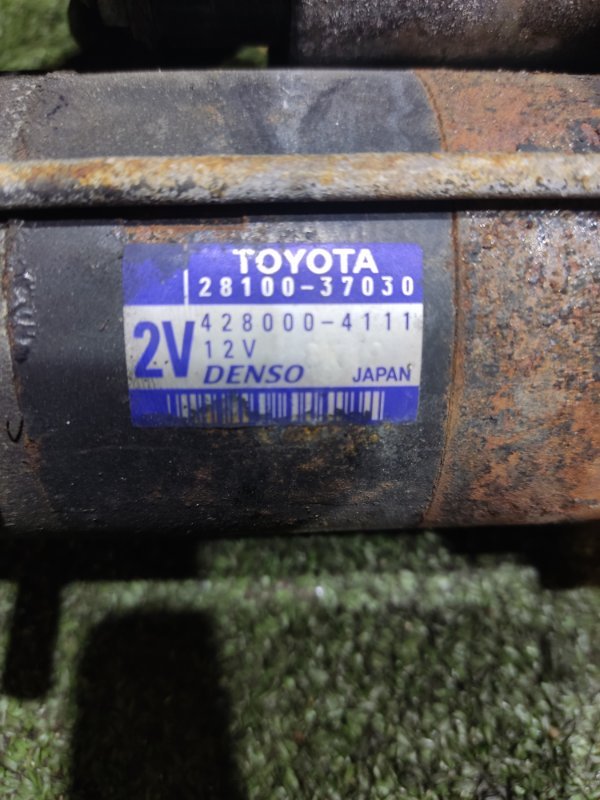 TOYOTA
28100-37030
2V
428000-4111
12V
DENSO JAPAN